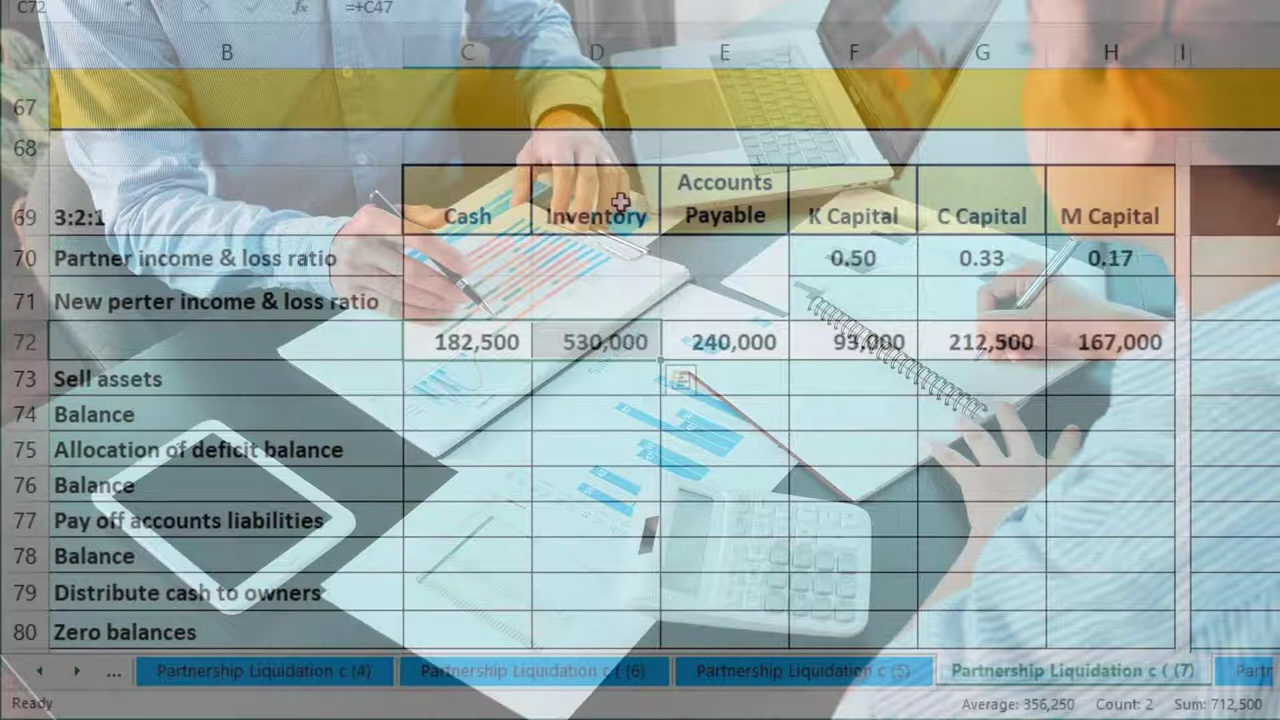 C72 fx =+C47
B C D E F G H I
67
68
69 3:2:1 Cash Inventory Accounts Payable K Capital C Capital M Capital
70 Partner income & loss ratio 0.50 0.33 0.17
71 New perter income & loss ratio
72 182,500 530,000 240,000 93,000 212,500 167,000
73 Sell assets
74 Balance
75 Allocation of deficit balance
76 Balance
77 Pay off accounts liabilities
78 Balance
79 Distribute cash to owners
80 Zero balances
... Partnership Liquidation c (4) Partnership Liquidation c ( (6) Partnership Liquidation c (5) Partnership Liquidation c ( (7) Partn
Ready Average: 356,250 Count: 2 Sum: 712,500